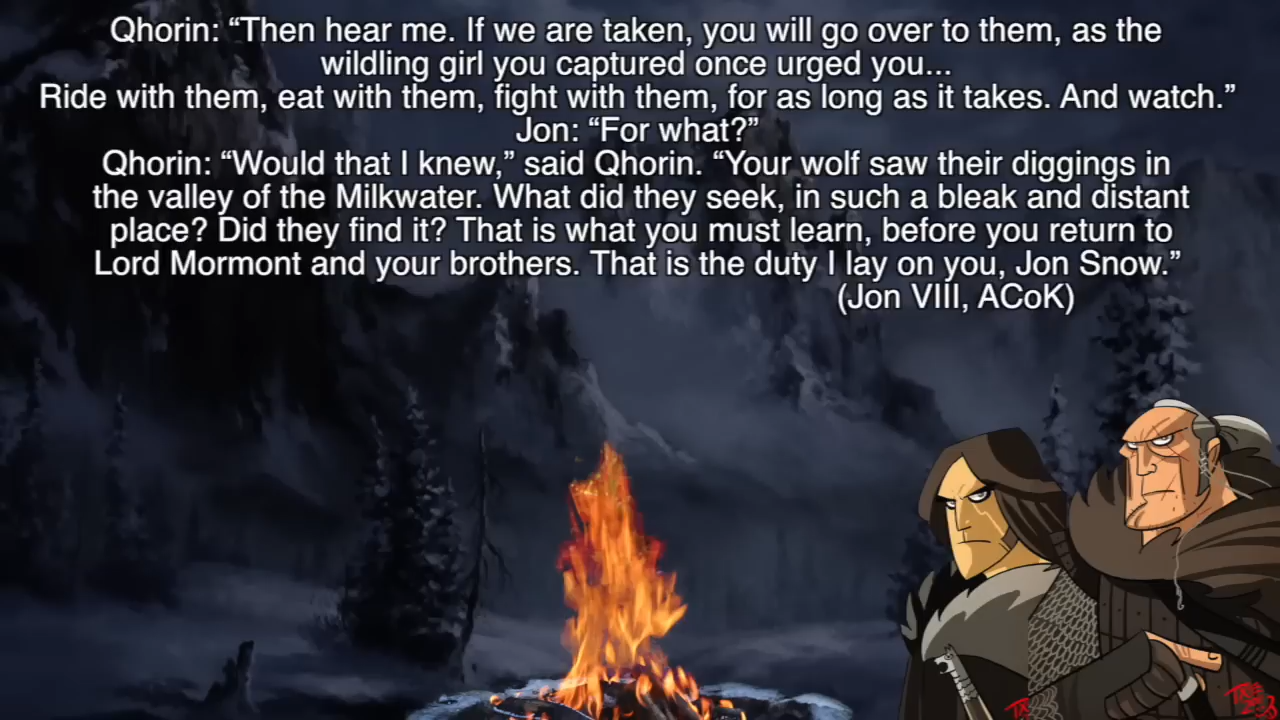 Qhorin: “Then hear me. If we are taken, you will go over to them, as the
wildling girl you captured once urged you...
Ride with them, eat with them, fight with them, for as long as it takes. And watch.”
Jon: “For what?”
Qhorin: “Would that I knew,” said Qhorin. “Your wolf saw their diggings in
the valley of the Milkwater. What did they seek, in such a bleak and distant
place? Did they find it? That is what you must learn, before you return to
Lord Mormont and your brothers. That is the duty I lay on you, Jon Snow.”
(Jon VIII, ACoK)